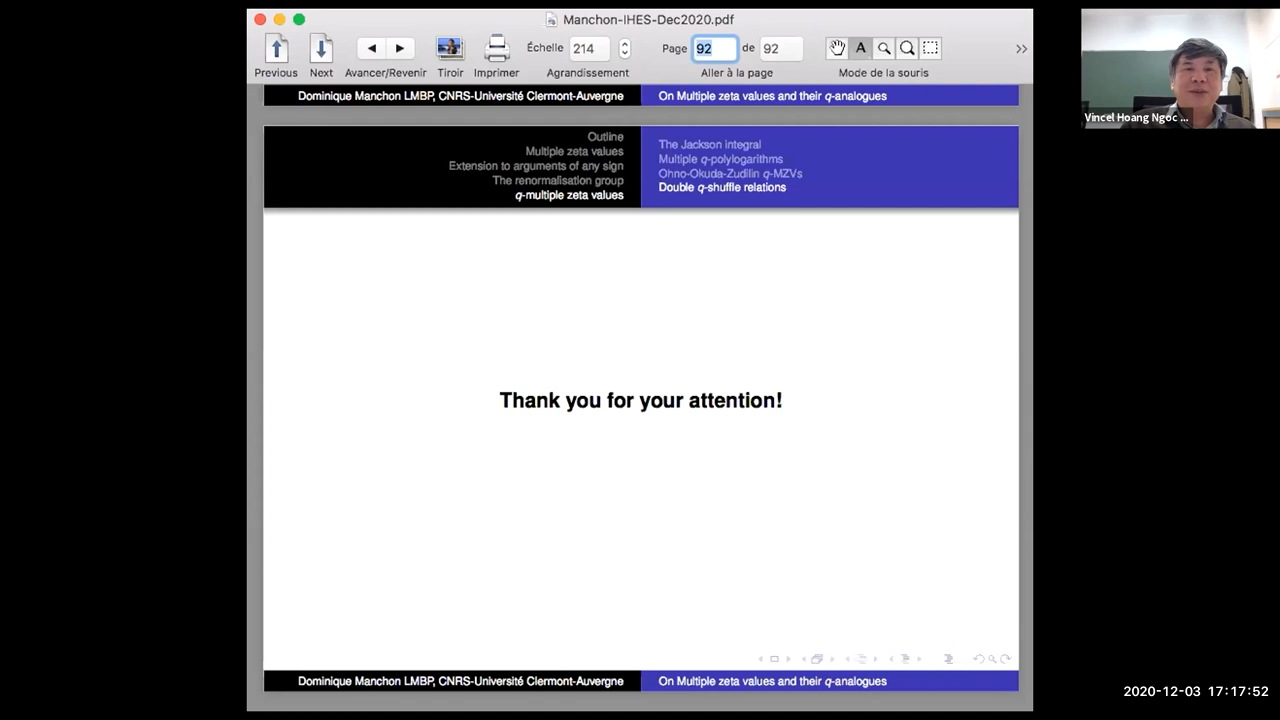 Manchon-IHES-Dec2020.pdf
Échelle 214
Page 92 de 92
Previous Next Avancer/Revenir Tiroir Imprimer Agrandissement Aller à la page Mode de la souris
Dominique Manchon LMBP, CNRS-Université Clermont-Auvergne On Multiple zeta values and their q-analogues
Outline
Multiple zeta values
Extension to arguments of any sign
The renormalisation group
q-multiple zeta values
The Jackson integral
Multiple q-polylogarithms
Ohno-Okuda-Zudilin q-MZVs
Double q-shuffle relations
Thank you for your attention!
Dominique Manchon LMBP, CNRS-Université Clermont-Auvergne On Multiple zeta values and their q-analogues
Vincel Hoang Ngoc ...
2020-12-03 17:17:52